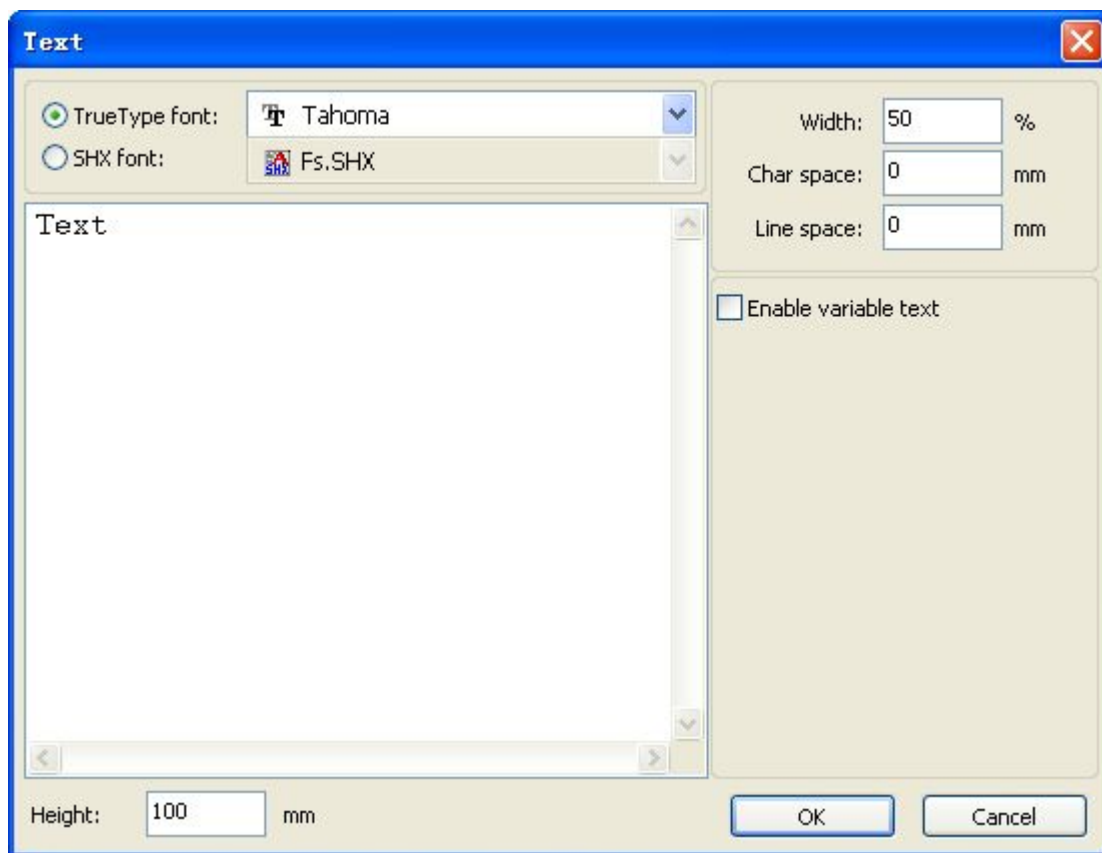 Text
TrueType font: Tahoma
SHX font: Fs.SHX
Width: 50 %
Char space: 0 mm
Line space: 0 mm
Text
Enable variable text
Height: 100 mm
OK Cancel